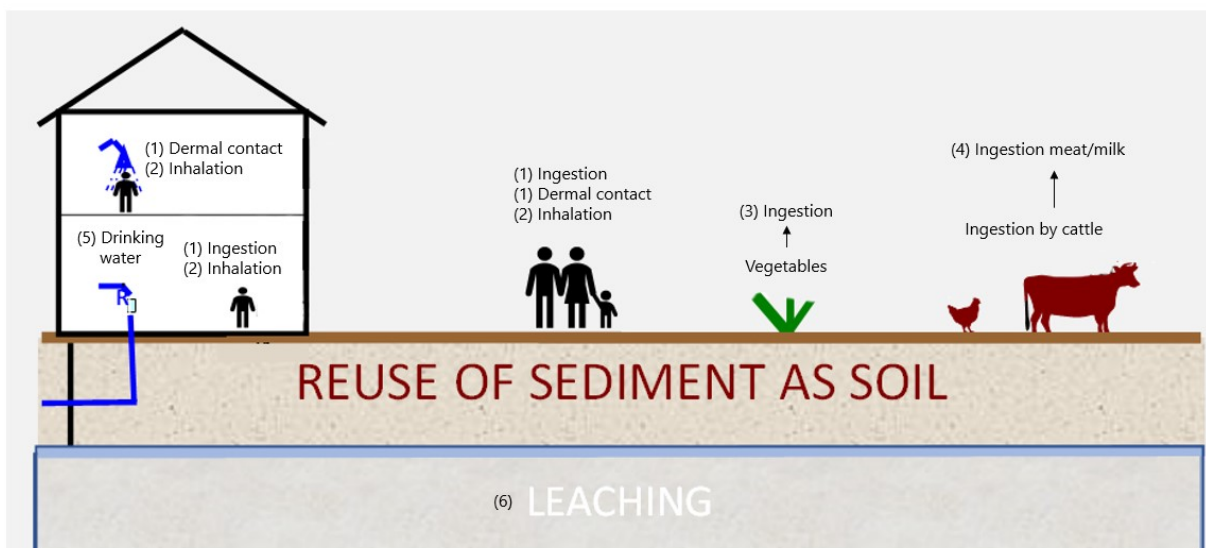 (1) Dermal contact
(2) Inhalation
(5) Drinking
water
(1) Ingestion
(2) Inhalation
(1) Ingestion
(1) Dermal contact
(2) Inhalation
(3) Ingestion
Vegetables
(4) Ingestion meat/milk
Ingestion by cattle
REUSE OF SEDIMENT AS SOIL
(6) LEACHING